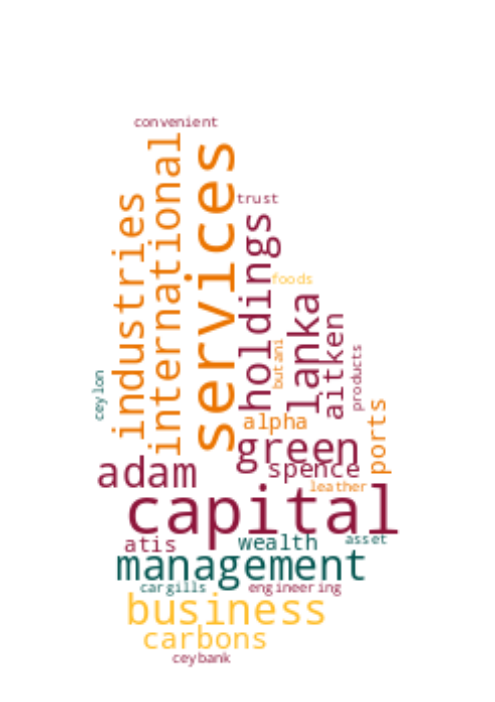 convenient
industries
international
services
trust
holdings
foods
lanka
butani
aitken
products
ceylon
alpha
ports
green
adam
spence
leather
capital
atis
wealth
asset
management
cargills
engineering
business
carbons
ceybank